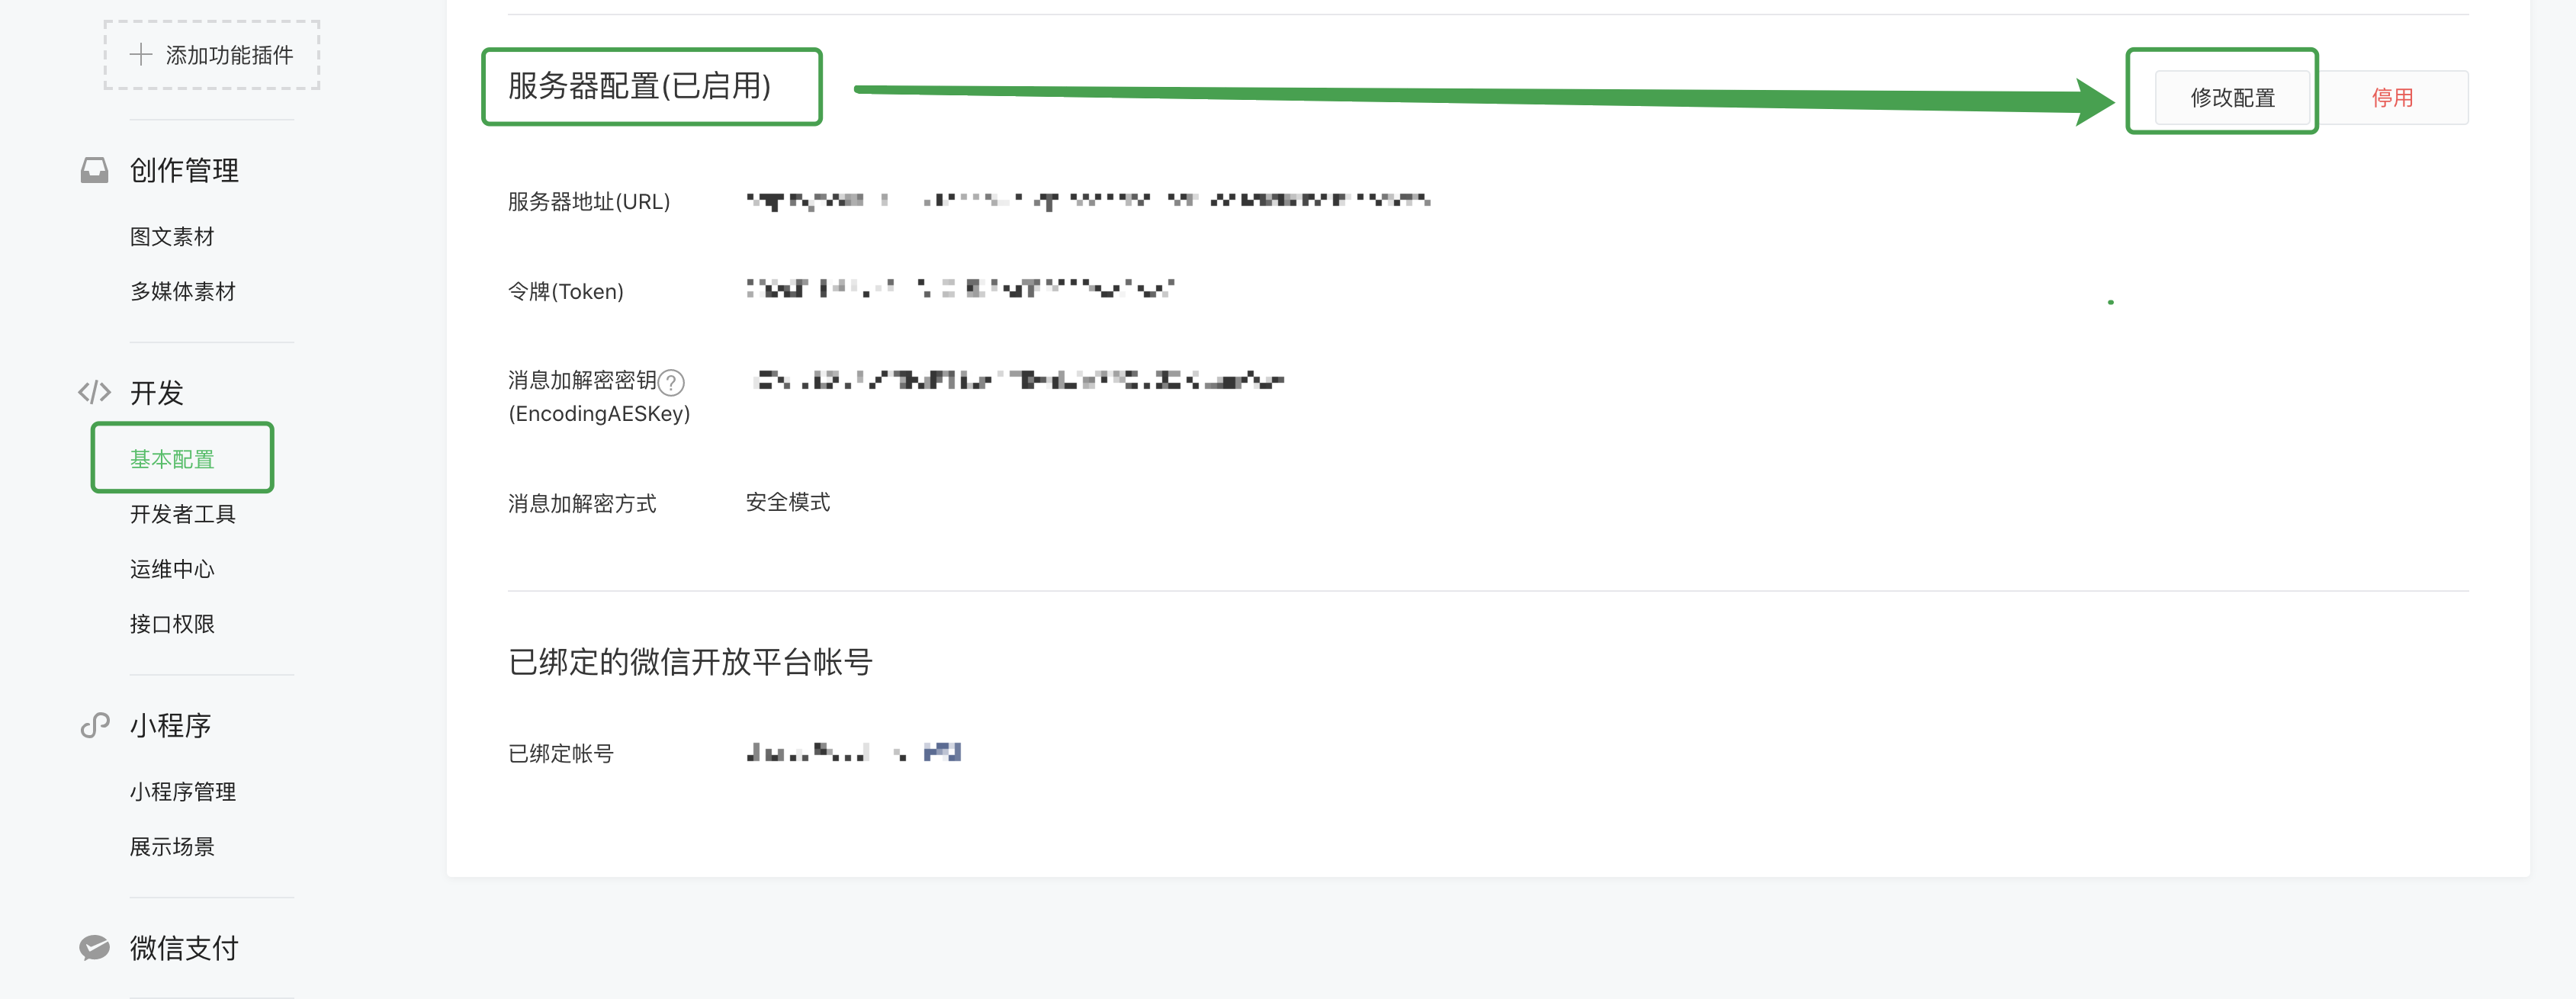 添加功能插件
创作管理
图文素材
多媒体素材
开发
基本配置
开发者工具
运维中心
接口权限
小程序
小程序管理
展示场景
微信支付
服务器配置(已启用)
修改配置
停用
服务器地址(URL)
令牌(Token)
消息加解密密钥?
(EncodingAESKey)
消息加解密方式 安全模式
已绑定的微信开放平台帐号
已绑定帐号